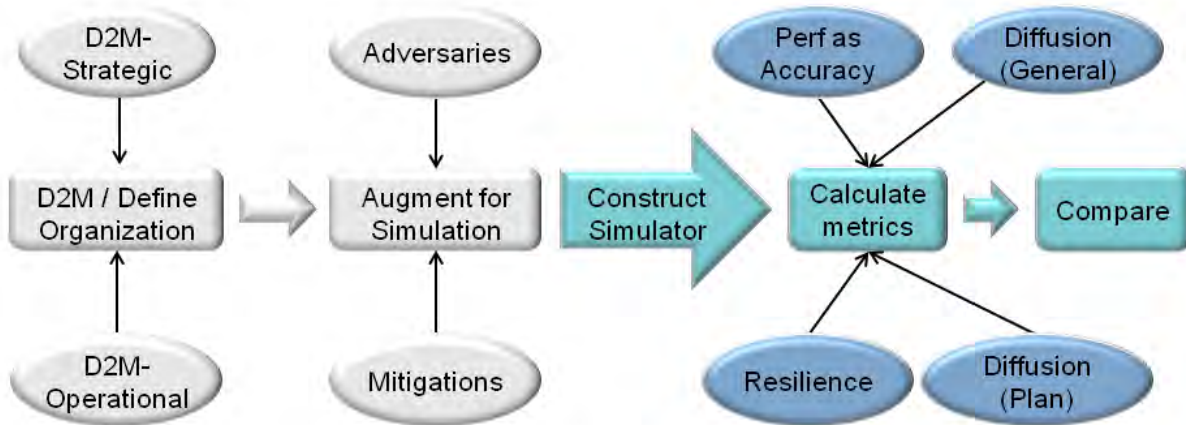 D2M-
Strategic
Adversaries
Perf as
Accuracy
Diffusion
(General)
D2M / Define
Organization
Augment for
Simulation
Construct
Simulator
Calculate
metrics
Compare
D2M-
Operational
Mitigations
Resilience
Diffusion
(Plan)